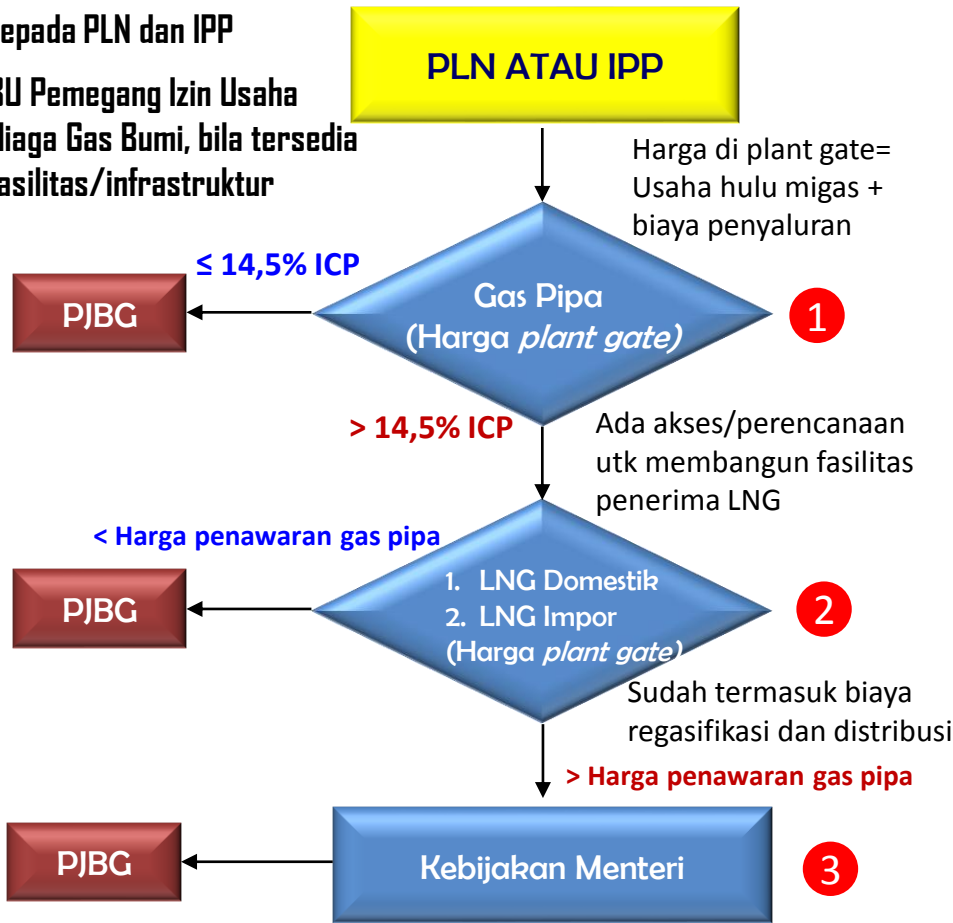 epada PLN dan IPP
BU Pemegang Izin Usaha
Niaga Gas Bumi, bila tersedia
asilitas/infrastruktur
PLN ATAU IPP
Harga di plant gate=
Usaha hulu migas +
biaya penyaluran
≤ 14,5% ICP
PJBG
Gas Pipa
(Harga plant gate)
1
> 14,5% ICP
Ada akses/perencanaan
utk membangun fasilitas
penerima LNG
< Harga penawaran gas pipa
PJBG
1. LNG Domestik
2. LNG Impor
(Harga plant gate)
2
Sudah termasuk biaya
regasifikasi dan distribusi
> Harga penawaran gas pipa
PJBG
Kebijakan Menteri
3